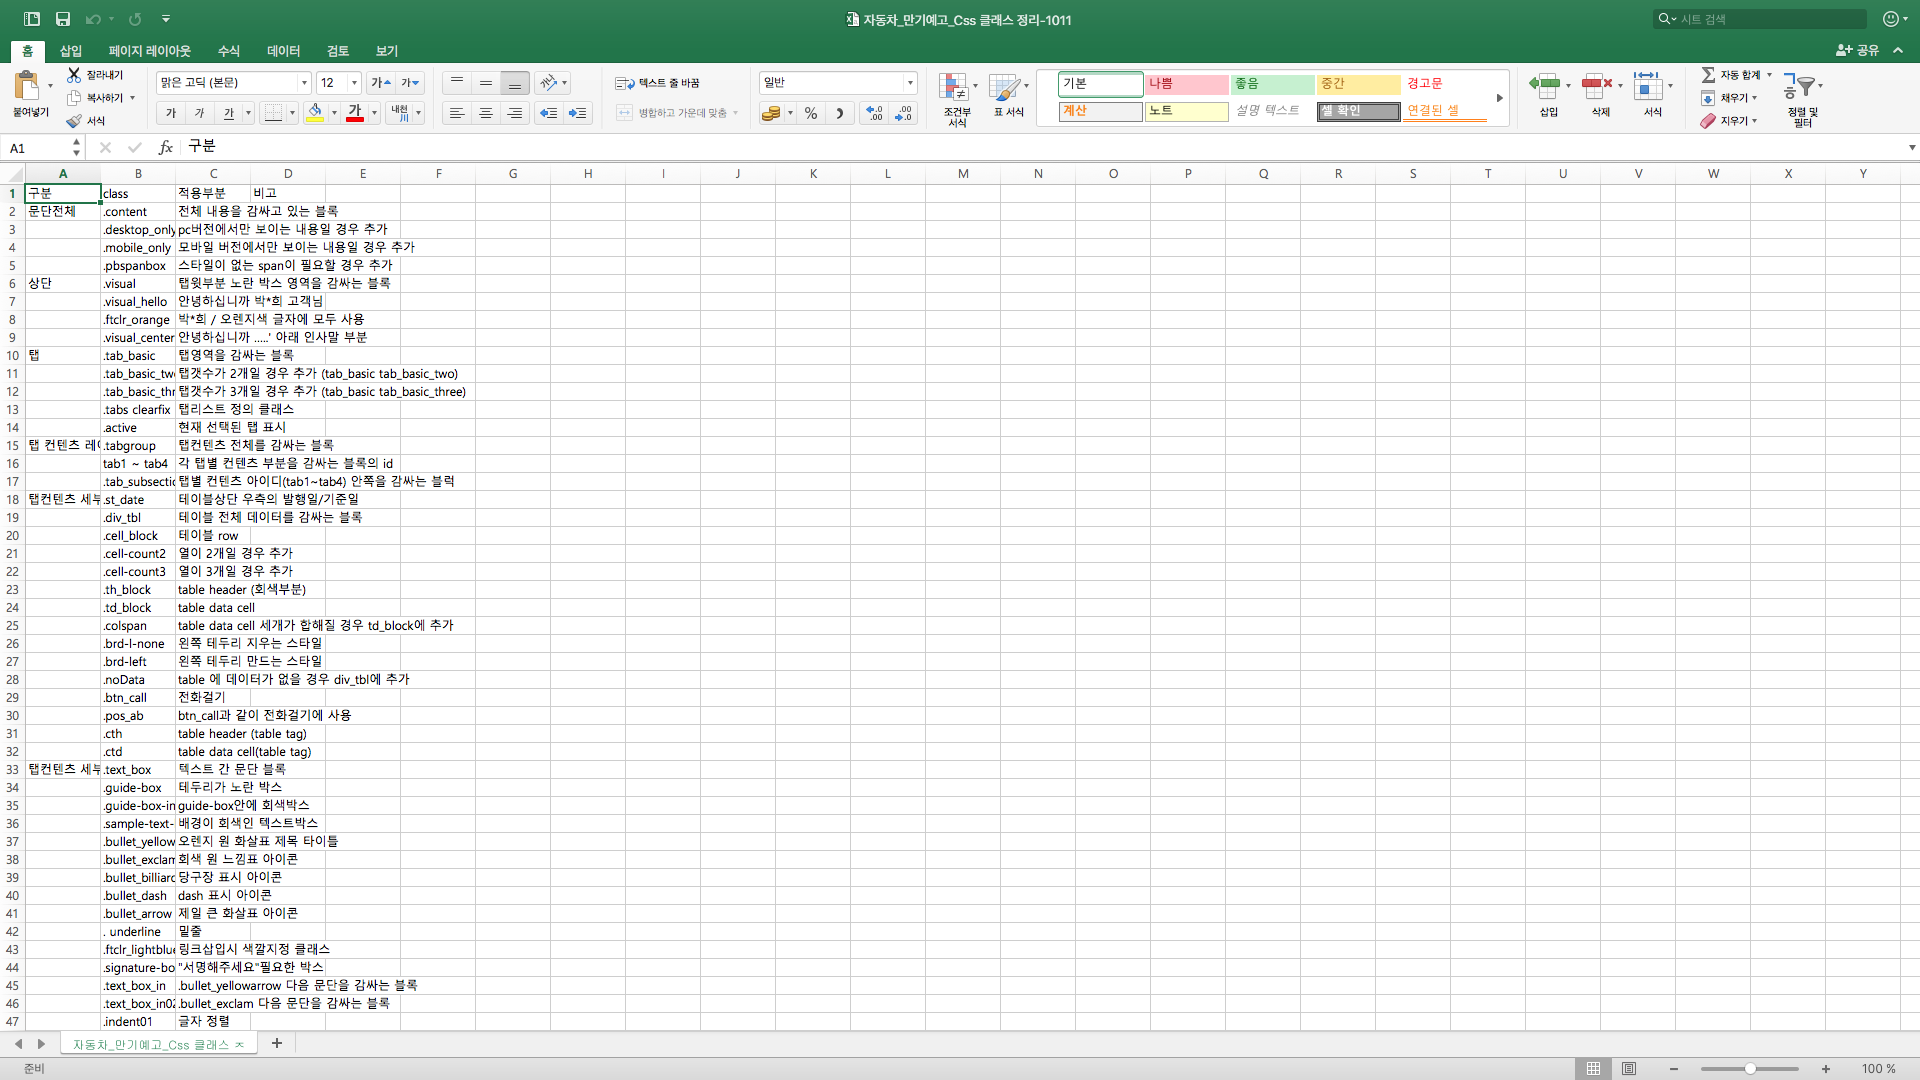 자동차_만기예고_Css 클래스 정리-1011
시트 검색
홈 삽입 페이지 레이아웃 수식 데이터 검토 보기
공유
붙여넣기
잘라내기
복사하기
서식
맑은 고딕 (본문) 12 가 가
가 가 가 가 내천 川
텍스트 줄 바꿈
병합하고 가운데 맞춤
일반
%
조건부 서식
표 서식
기본 나쁨 좋음 중간 경고문
계산 노트 설명 텍스트 셀 확인 연결된 셀
삽입 삭제 서식
자동 합계
채우기
지우기
정렬 및 필터
A1 fx 구분
A B C D E F G H I J K L M N O P Q R S T U V W X Y
1 구분 class 적용부분 비고
2 문단전체 .content 전체 내용을 감싸고 있는 블록
3 .desktop_only pc버전에서만 보이는 내용일 경우 추가
4 .mobile_only 모바일 버전에서만 보이는 내용일 경우 추가
5 .pbspanbox 스타일이 없는 span이 필요할 경우 추가
6 상단 .visual 탭윗부분 노란 박스 영역을 감싸는 블록
7 .visual_hello 안녕하십니까 박*희 고객님
8 .ftclr_orange 박*희 / 오렌지색 글자에 모두 사용
9 .visual_center 안녕하십니까 .....' 아래 인사말 부분
10 탭 .tab_basic 탭영역을 감싸는 블록
11 .tab_basic_tw 탭갯수가 2개일 경우 추가 (tab_basic tab_basic_two)
12 .tab_basic_thr 탭갯수가 3개일 경우 추가 (tab_basic tab_basic_three)
13 .tabs clearfix 탭리스트 정의 클래스
14 .active 현재 선택된 탭 표시
15 탭 컨텐츠 레이 .tabgroup 탭컨텐츠 전체를 감싸는 블록
16 tab1 ~ tab4 각 탭별 컨텐츠 부분을 감싸는 블록의 id
17 .tab_subsectio 탭별 컨텐츠 아이디(tab1~tab4) 안쪽을 감싸는 블럭
18 탭컨텐츠 세부 .st_date 테이블상단 우측의 발행일/기준일
19 .div_tbl 테이블 전체 데이터를 감싸는 블록
20 .cell_block 테이블 row
21 .cell-count2 열이 2개일 경우 추가
22 .cell-count3 열이 3개일 경우 추가
23 .th_block table header (회색부분)
24 .td_block table data cell
25 .colspan table data cell 세개가 합해질 경우 td_block에 추가
26 .brd-l-none 왼쪽 테두리 지우는 스타일
27 .brd-left 왼쪽 테두리 만드는 스타일
28 .noData table 에 데이터가 없을 경우 div_tbl에 추가
29 .btn_call 전화걸기
30 .pos_ab btn_call과 같이 전화걸기에 사용
31 .cth table header (table tag)
32 .ctd table data cell(table tag)
33 탭컨텐츠 세부 .text_box 텍스트 간 문단 블록
34 .guide-box 테두리가 노란 박스
35 .guide-box-in guide-box안에 회색박스
36 .sample-text- 배경이 회색인 텍스트박스
37 .bullet_yellow 오렌지 원 화살표 제목 타이틀
38 .bullet_exclam 회색 원 느낌표 아이콘
39 .bullet_billiard 당구장 표시 아이콘
40 .bullet_dash dash 표시 아이콘
41 .bullet_arrow 제일 큰 화살표 아이콘
42 . underline 밑줄
43 .ftclr_lightblue 링크삽입시 색깔지정 클래스
44 .signature-bo "서명해주세요"필요한 박스
45 .text_box_in .bullet_yellowarrow 다음 문단을 감싸는 블록
46 .text_box_in02 .bullet_exclam 다음 문단을 감싸는 블록
47 .indent01 글자 정렬
자동차_만기예고_Css 클래스 ㅈ +
준비
100 %